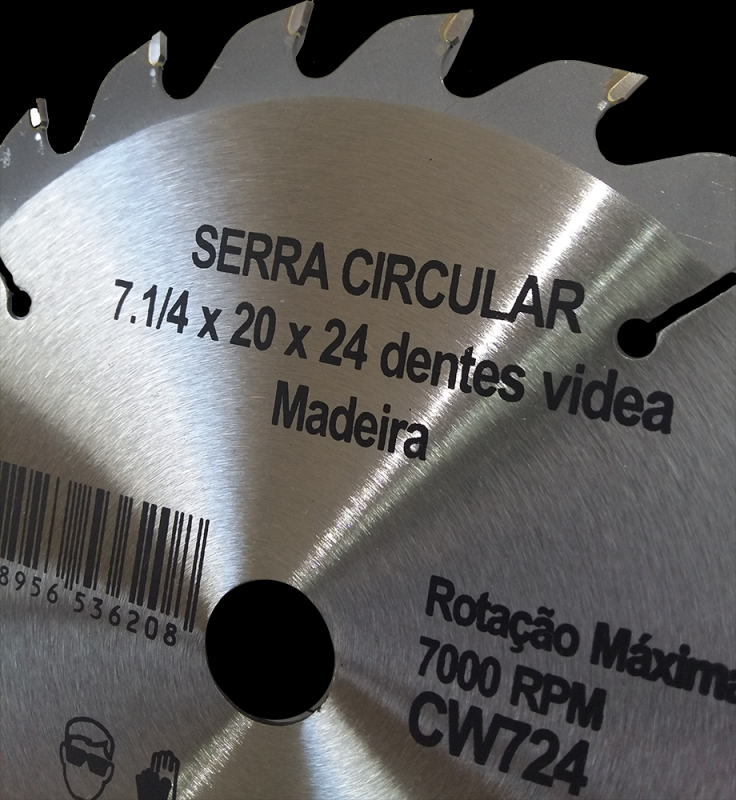 SERRA CIRCULAR
7.1/4 x 20 x 24 dentes videa
Madeira
8956 536208
Rotação Máxima
7000 RPM
CW724